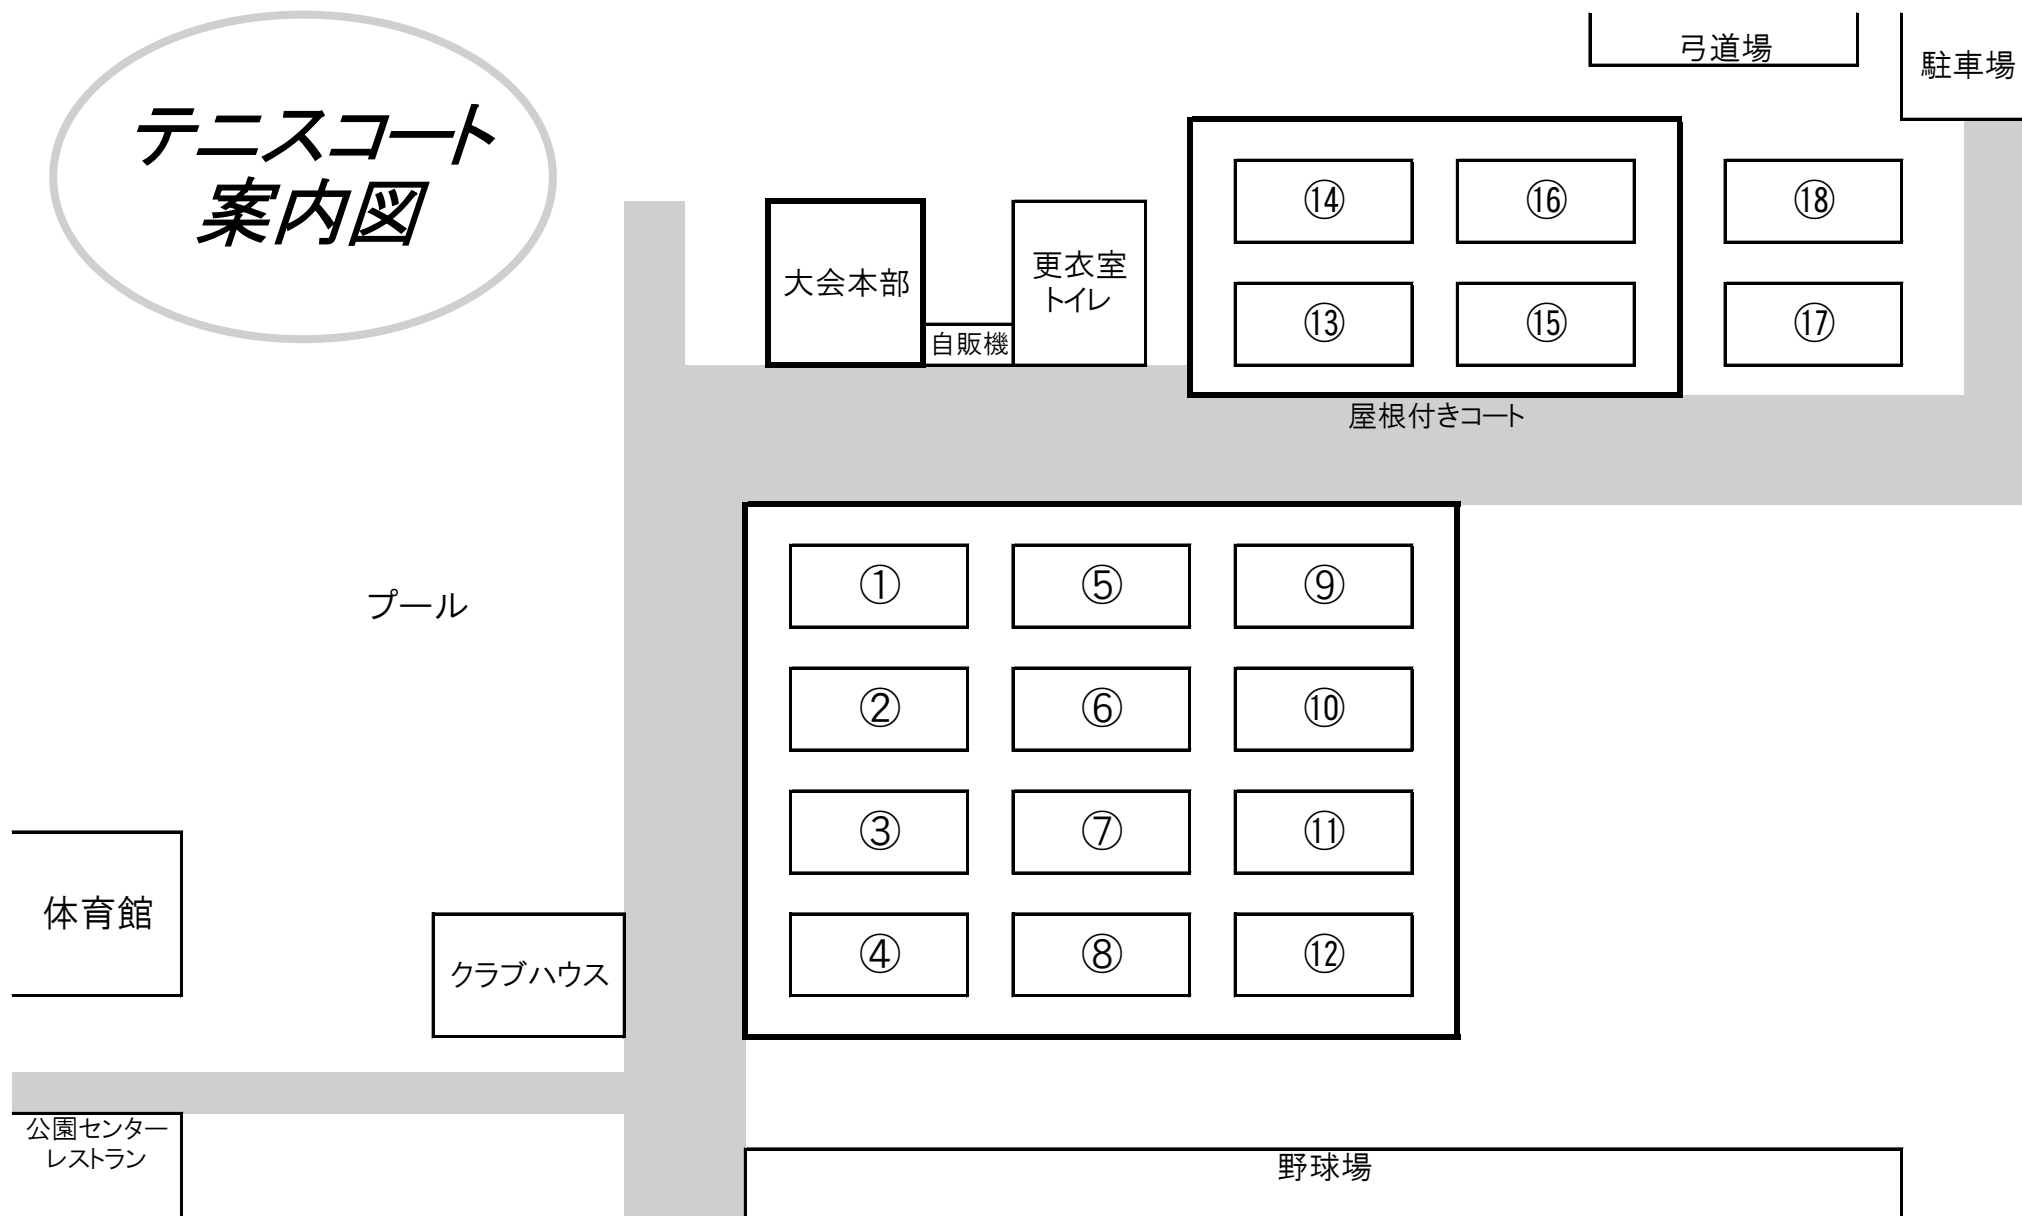 テニスコート
案内図
弓道場
駐車場
⑭
⑯
⑱
大会本部
更衣室
トイレ
自販機
⑬
⑮
⑰
屋根付きコート
①
⑤
⑨
プール
②
⑥
⑩
③
⑦
⑪
体育館
クラブハウス
④
⑧
⑫
公園センター
レストラン
野球場